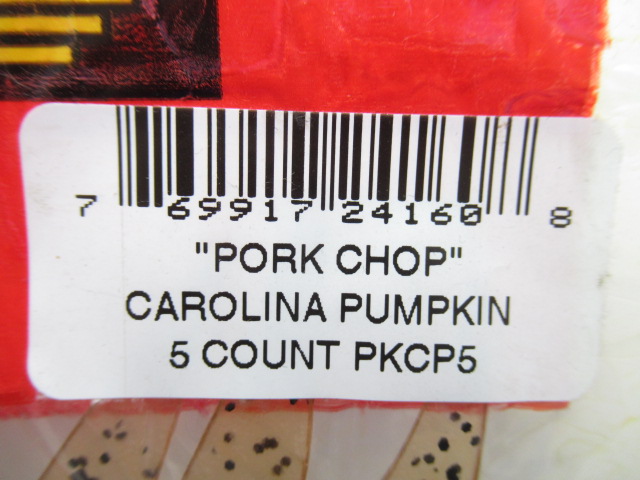 7 69917 24160 8
"PORK CHOP"
CAROLINA PUMPKIN
5 COUNT PKCP5